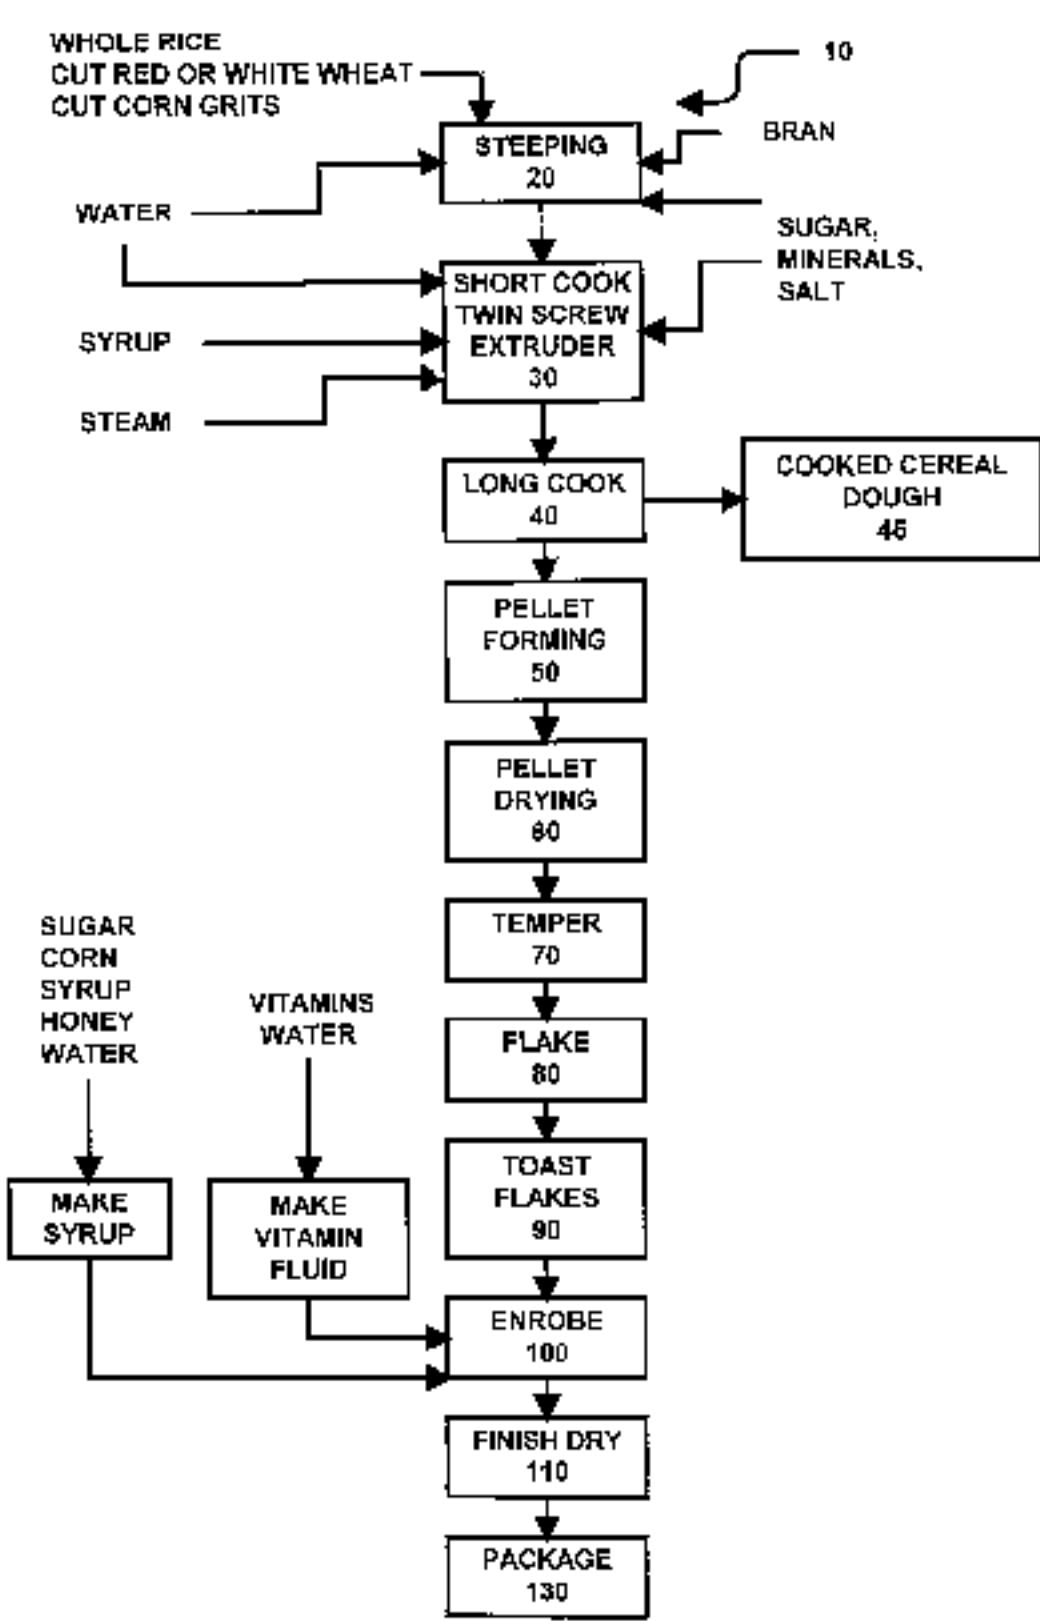 WHOLE RICE
CUT RED OR WHITE WHEAT
CUT CORN GRITS
10
BRAN
STEEPING
20
WATER
SUGAR,
MINERALS,
SALT
SHORT COOK
TWIN SCREW
EXTRUDER
30
SYRUP
STEAM
LONG COOK
40
COOKED CEREAL
DOUGH
45
PELLET
FORMING
50
PELLET
DRYING
60
TEMPER
70
SUGAR
CORN
SYRUP
HONEY
WATER
VITAMINS
WATER
FLAKE
80
TOAST
FLAKES
90
MAKE
SYRUP
MAKE
VITAMIN
FLUID
ENROBE
100
FINISH DRY
110
PACKAGE
130